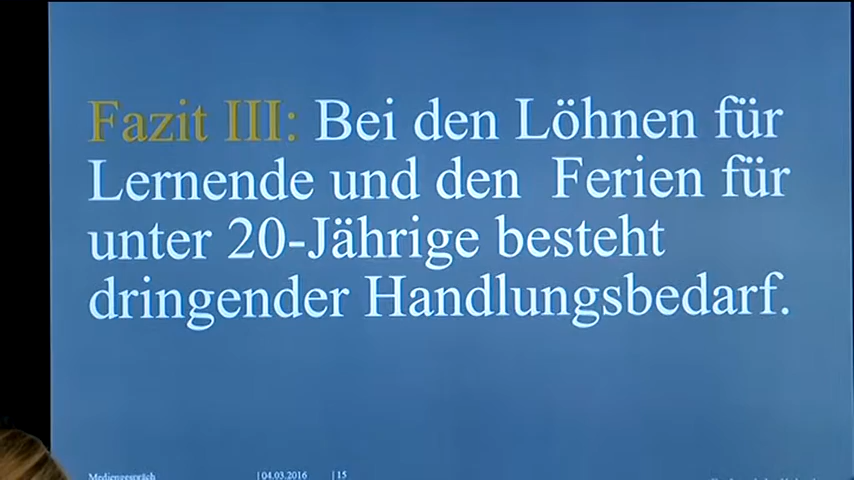 Fazit III: Bei den Löhnen für
Lernende und den Ferien für
unter 20-Jährige besteht
dringender Handlungsbedarf.
Mediengespräch | 04.03.2016 | 15